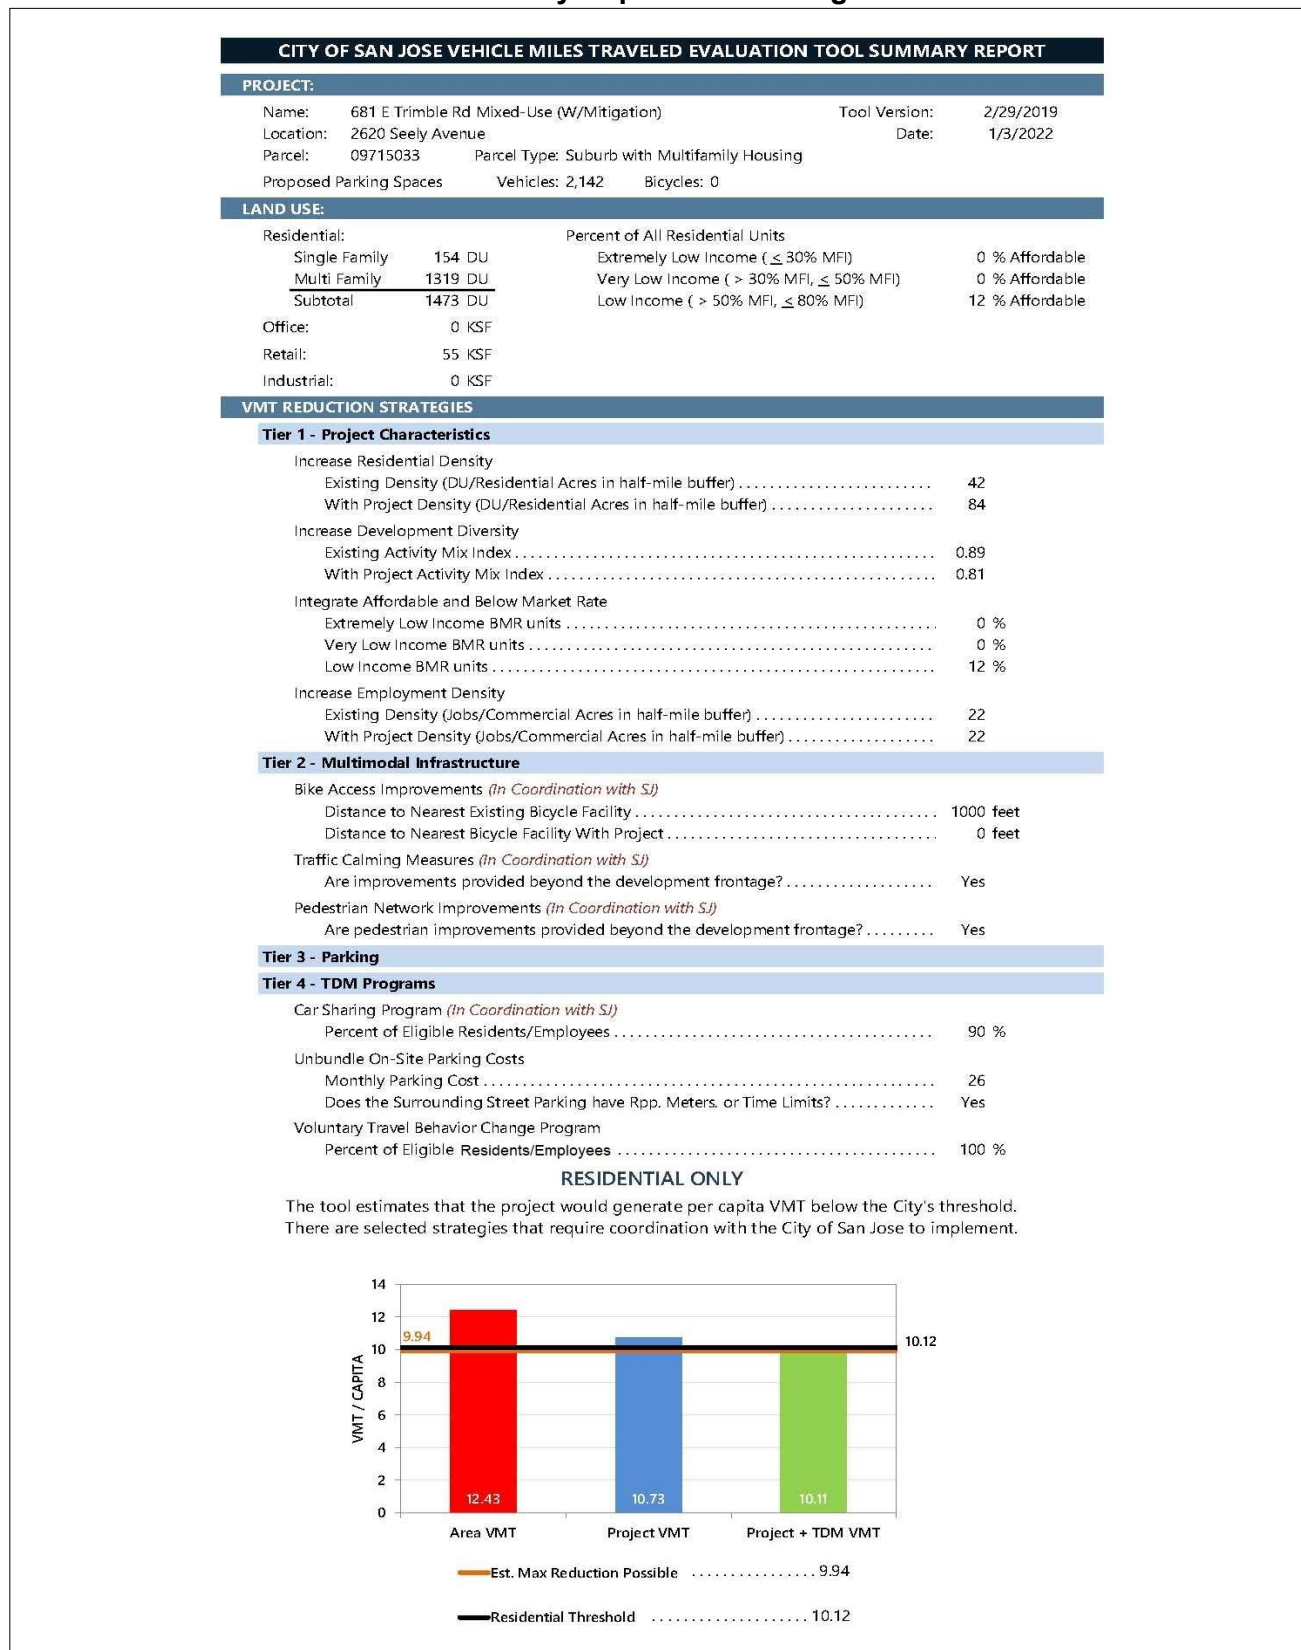 CITY OF SAN JOSE VEHICLE MILES TRAVELED EVALUATION TOOL SUMMARY REPORT
PROJECT:
Name: 681 E Trimble Rd Mixed-Use (W/Mitigation) Tool Version: 2/29/2019
Location: 2620 Seely Avenue Date: 1/3/2022
Parcel: 09715033 Parcel Type: Suburb with Multifamily Housing
Proposed Parking Spaces Vehicles: 2,142 Bicycles: 0
LAND USE:
Residential: Percent of All Residential Units
Single Family 154 DU Extremely Low Income ( ≤ 30% MFI) 0 % Affordable
Multi Family 1319 DU Very Low Income ( > 30% MFI, ≤ 50% MFI) 0 % Affordable
Subtotal 1473 DU Low Income ( > 50% MFI, ≤ 80% MFI) 12 % Affordable
Office: 0 KSF
Retail: 55 KSF
Industrial: 0 KSF
VMT REDUCTION STRATEGIES
Tier 1 - Project Characteristics
Increase Residential Density
Existing Density (DU/Residential Acres in half-mile buffer) . . . . . . . . 42
With Project Density (DU/Residential Acres in half-mile buffer) . . . . . . . . 84
Increase Development Diversity
Existing Activity Mix Index . . . . . . . . 0.89
With Project Activity Mix Index . . . . . . . . 0.81
Integrate Affordable and Below Market Rate
Extremely Low Income BMR units . . . . . . . . 0 %
Very Low Income BMR units . . . . . . . . 0 %
Low Income BMR units . . . . . . . . 12 %
Increase Employment Density
Existing Density (Jobs/Commercial Acres in half-mile buffer) . . . . . . . . 22
With Project Density (Jobs/Commercial Acres in half-mile buffer) . . . . . . . . 22
Tier 2 - Multimodal Infrastructure
Bike Access Improvements (In Coordination with SJ)
Distance to Nearest Existing Bicycle Facility . . . . . . . . 1000 feet
Distance to Nearest Bicycle Facility With Project . . . . . . . . 0 feet
Traffic Calming Measures (In Coordination with SJ)
Are improvements provided beyond the development frontage? . . . . . . . . Yes
Pedestrian Network Improvements (In Coordination with SJ)
Are pedestrian improvements provided beyond the development frontage? . . . . . . . . Yes
Tier 3 - Parking
Tier 4 - TDM Programs
Car Sharing Program (In Coordination with SJ)
Percent of Eligible Residents/Employees . . . . . . . . 90 %
Unbundle On-Site Parking Costs
Monthly Parking Cost . . . . . . . . 26
Does the Surrounding Street Parking have Rpp. Meters. or Time Limits? . . . . . . . . Yes
Voluntary Travel Behavior Change Program
Percent of Eligible Residents/Employees . . . . . . . . 100 %
RESIDENTIAL ONLY
The tool estimates that the project would generate per capita VMT below the City's threshold.
There are selected strategies that require coordination with the City of San Jose to implement.
14
12
10
8
6
4
2
0
VMT / CAPITA
9.94
10.12
12.43 10.73 10.11
Area VMT Project VMT Project + TDM VMT
Est. Max Reduction Possible . . . . . . . . 9.94
Residential Threshold . . . . . . . . 10.12